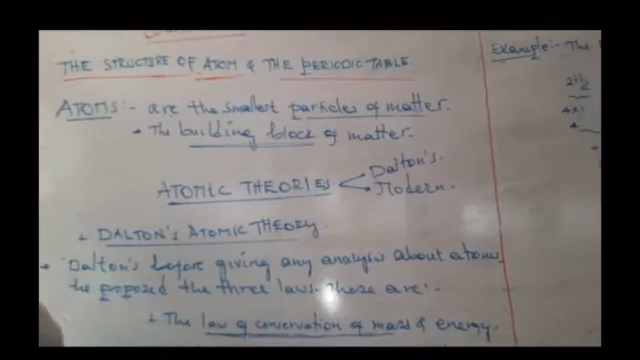 THE STRUCTURE OF ATOM & THE PERIODIC TABLE
ATOMS:- are the smallest particles of matter.
• The building block of matter.
ATOMIC THEORIES
Dalton's.
Modern.
DALTON'S ATOMIC THEORY
Dalton's before giving any analysis about atoms
he proposed the three laws. These are:-
The law of conservation of mass & energy.
Example:- The